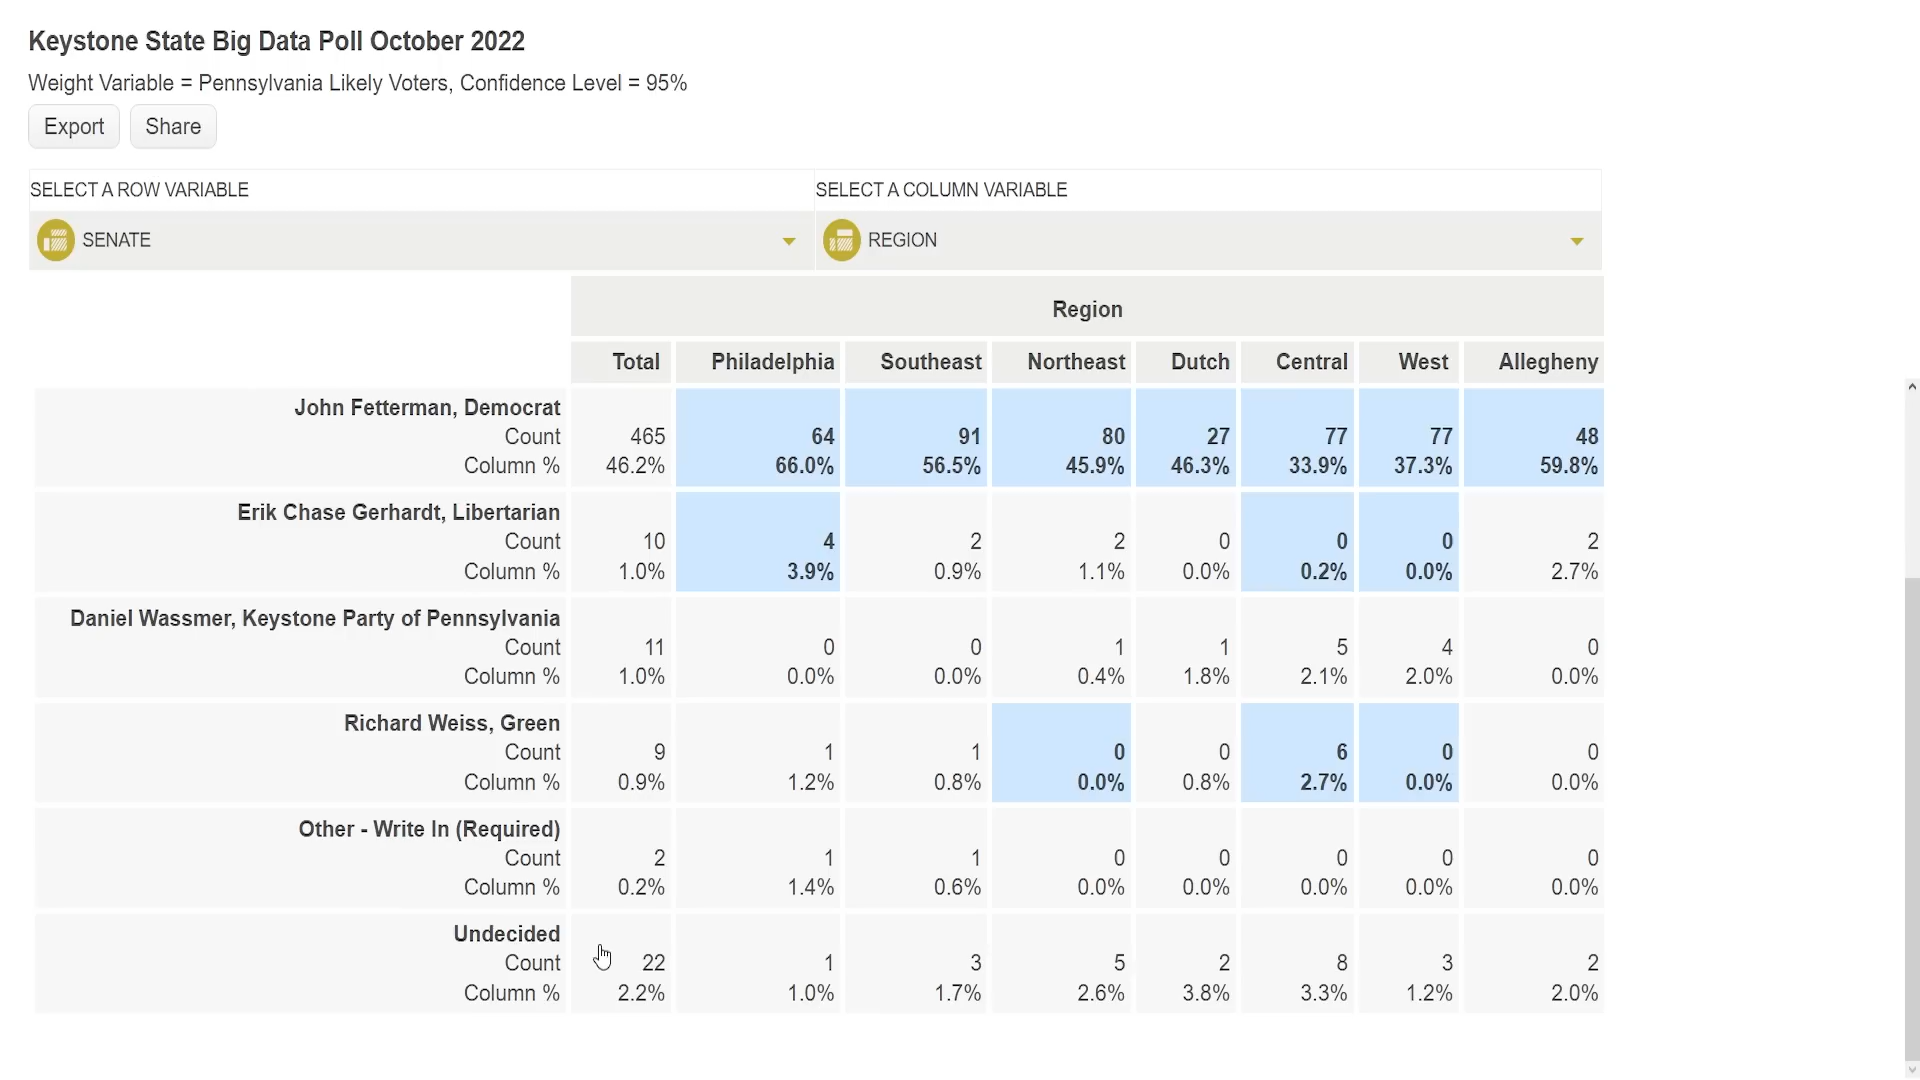 Keystone State Big Data Poll October 2022
Weight Variable = Pennsylvania Likely Voters, Confidence Level = 95%
Export Share
SELECT A ROW VARIABLE SELECT A COLUMN VARIABLE
SENATE REGION
Region
Total Philadelphia Southeast Northeast Dutch Central West Allegheny
John Fetterman, Democrat
Count 465 64 91 80 27 77 77 48
Column % 46.2% 66.0% 56.5% 45.9% 46.3% 33.9% 37.3% 59.8%
Erik Chase Gerhardt, Libertarian
Count 10 4 2 2 0 0 0 2
Column % 1.0% 3.9% 0.9% 1.1% 0.0% 0.2% 0.0% 2.7%
Daniel Wassmer, Keystone Party of Pennsylvania
Count 11 0 0 1 1 5 4 0
Column % 1.0% 0.0% 0.0% 0.4% 1.8% 2.1% 2.0% 0.0%
Richard Weiss, Green
Count 9 1 1 0 0 6 0 0
Column % 0.9% 1.2% 0.8% 0.0% 0.8% 2.7% 0.0% 0.0%
Other - Write In (Required)
Count 2 1 1 0 0 0 0 0
Column % 0.2% 1.4% 0.6% 0.0% 0.0% 0.0% 0.0% 0.0%
Undecided
Count 22 1 3 5 2 8 3 2
Column % 2.2% 1.0% 1.7% 2.6% 3.8% 3.3% 1.2% 2.0%